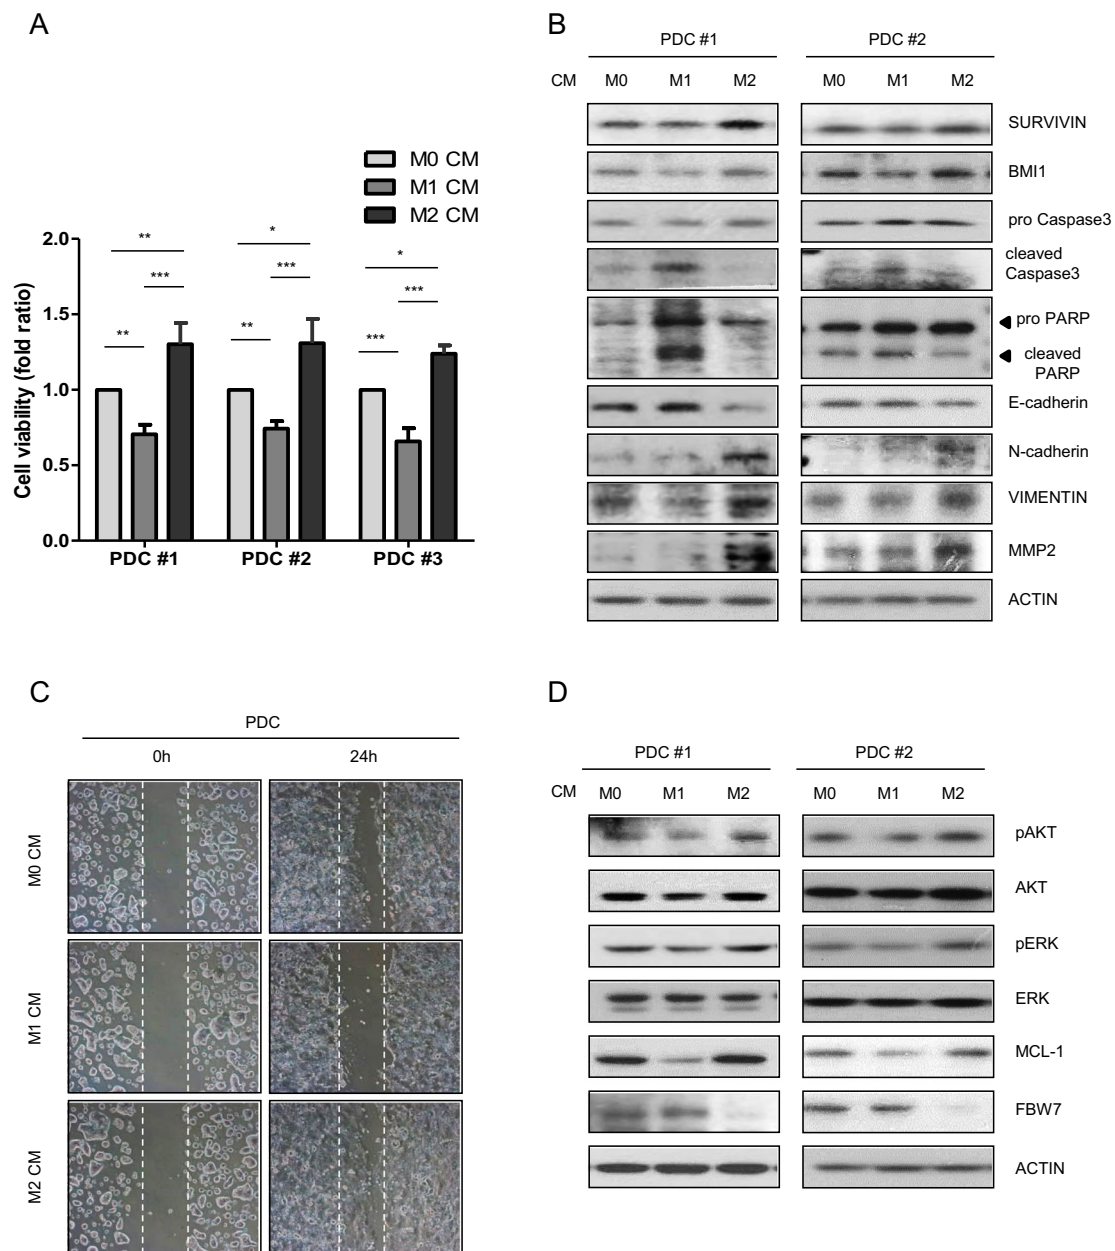 A
M0 CM
M1 CM
M2 CM
Cell viability (fold ratio)
2.0
1.5
1.0
0.5
0.0
** *** **
* *** **
* *** ***
PDC #1 PDC #2 PDC #3
B
PDC #1 PDC #2
CM M0 M1 M2 M0 M1 M2
SURVIVIN
BMI1
pro Caspase3
cleaved
Caspase3
pro PARP
cleaved
PARP
E-cadherin
N-cadherin
VIMENTIN
MMP2
ACTIN
C
PDC
0h 24h
M0 CM
M1 CM
M2 CM
D
PDC #1 PDC #2
CM M0 M1 M2 M0 M1 M2
pAKT
AKT
pERK
ERK
MCL-1
FBW7
ACTIN